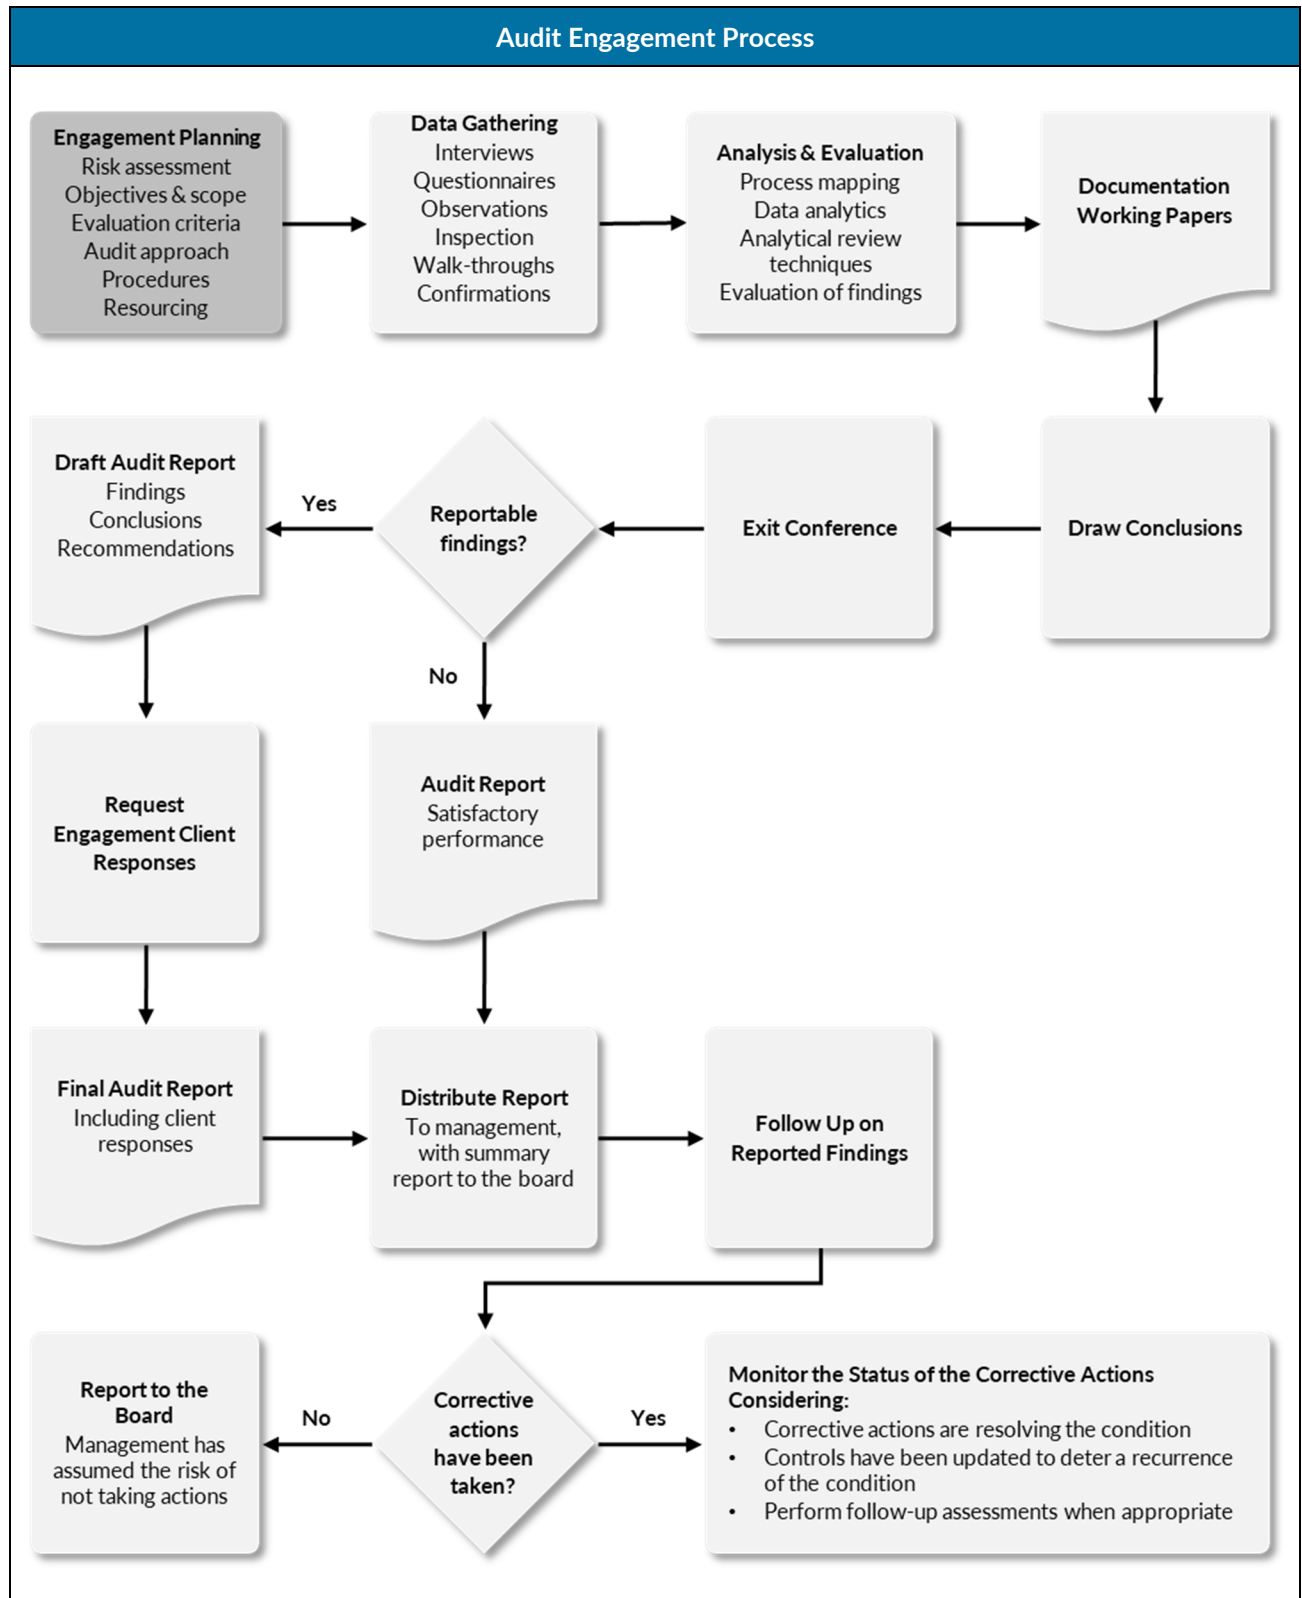 Audit Engagement Process
Engagement Planning
Risk assessment
Objectives & scope
Evaluation criteria
Audit approach
Procedures
Resourcing
Data Gathering
Interviews
Questionnaires
Observations
Inspection
Walk-throughs
Confirmations
Analysis & Evaluation
Process mapping
Data analytics
Analytical review
techniques
Evaluation of findings
Documentation
Working Papers
Draft Audit Report
Findings
Conclusions
Recommendations
Yes
Reportable
findings?
Exit Conference
Draw Conclusions
No
Request
Engagement Client
Responses
Audit Report
Satisfactory
performance
Final Audit Report
Including client
responses
Distribute Report
To management,
with summary
report to the board
Follow Up on
Reported Findings
Report to the
Board
Management has
assumed the risk of
not taking actions
No
Corrective
actions
have been
taken?
Yes
Monitor the Status of the Corrective Actions
Considering:
• Corrective actions are resolving the condition
• Controls have been updated to deter a recurrence
of the condition
• Perform follow-up assessments when appropriate